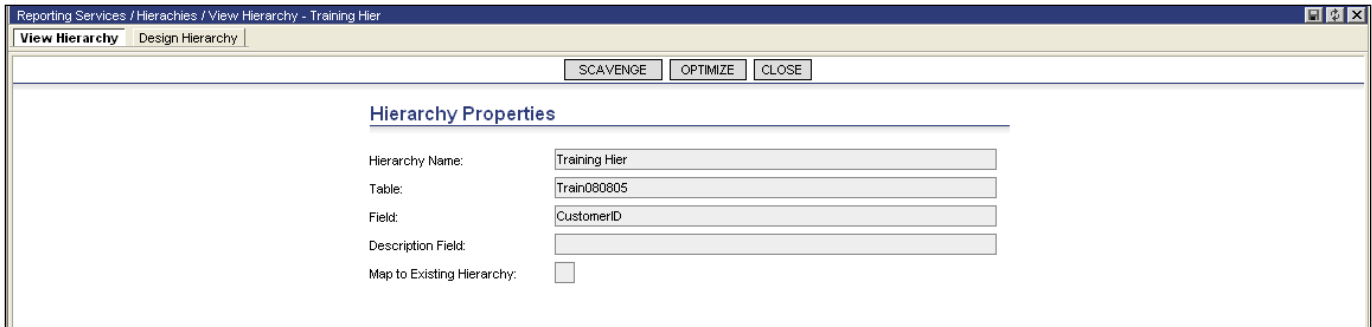 Reporting Services / Hierachies / View Hierarchy - Training Hier
View Hierarchy Design Hierarchy
SCAVENGE OPTIMIZE CLOSE
Hierarchy Properties
Hierarchy Name: Training Hier
Table: Train080805
Field: CustomerID
Description Field:
Map to Existing Hierarchy: